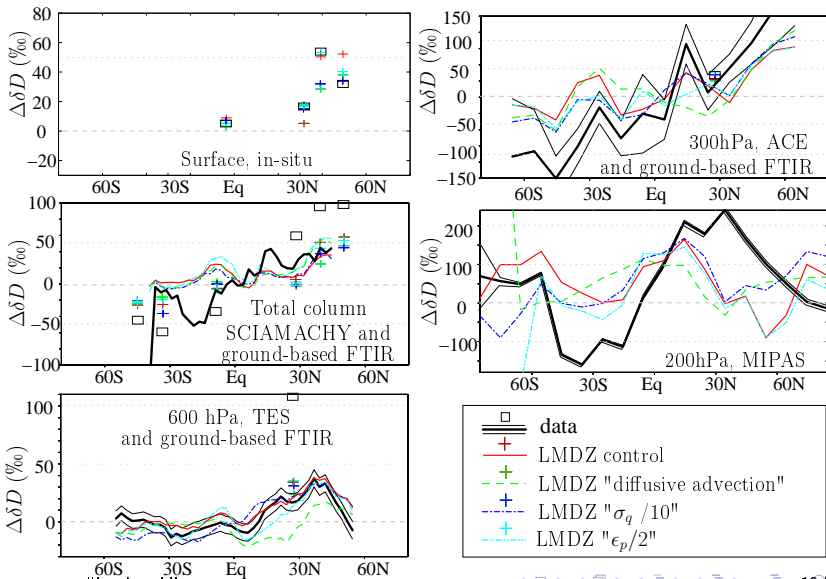 ΔδD (‰)
80
60
40
20
0
−20
Surface, in-situ
60S 30S Eq 30N 60N
ΔδD (‰)
150
100
50
0
−50
−100
−150
300hPa, ACE
and ground-based FTIR
60S 30S Eq 30N 60N
ΔδD (‰)
100
50
0
−50
−100
Total column
SCIAMACHY and
ground-based FTIR
60S 30S Eq 30N 60N
ΔδD (‰)
200
100
0
−100
200hPa, MIPAS
60S 30S Eq 30N 60N
ΔδD (‰)
100
50
0
600 hPa, TES
and ground-based FTIR
60S 30S Eq 30N 60N
data
LMDZ control
LMDZ "diffusive advection"
LMDZ "σq /10"
LMDZ "ϵp/2"